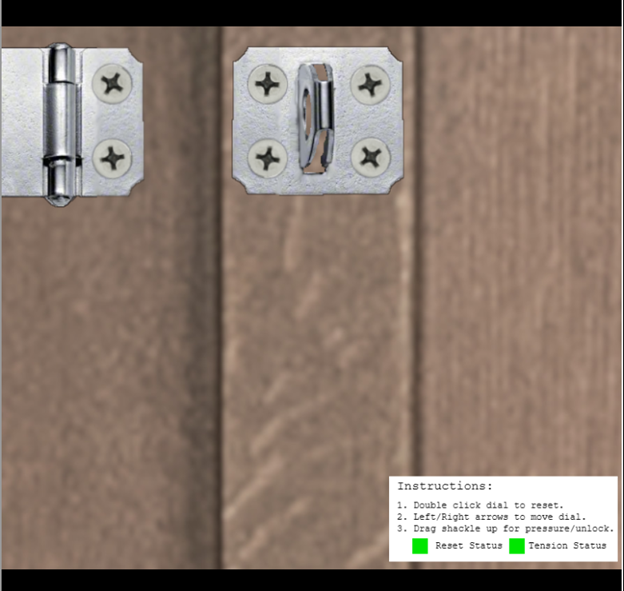 Instructions:
1. Double click dial to reset.
2. Left/Right arrows to move dial.
3. Drag shackle up for pressure/unlock.
Reset Status Tension Status